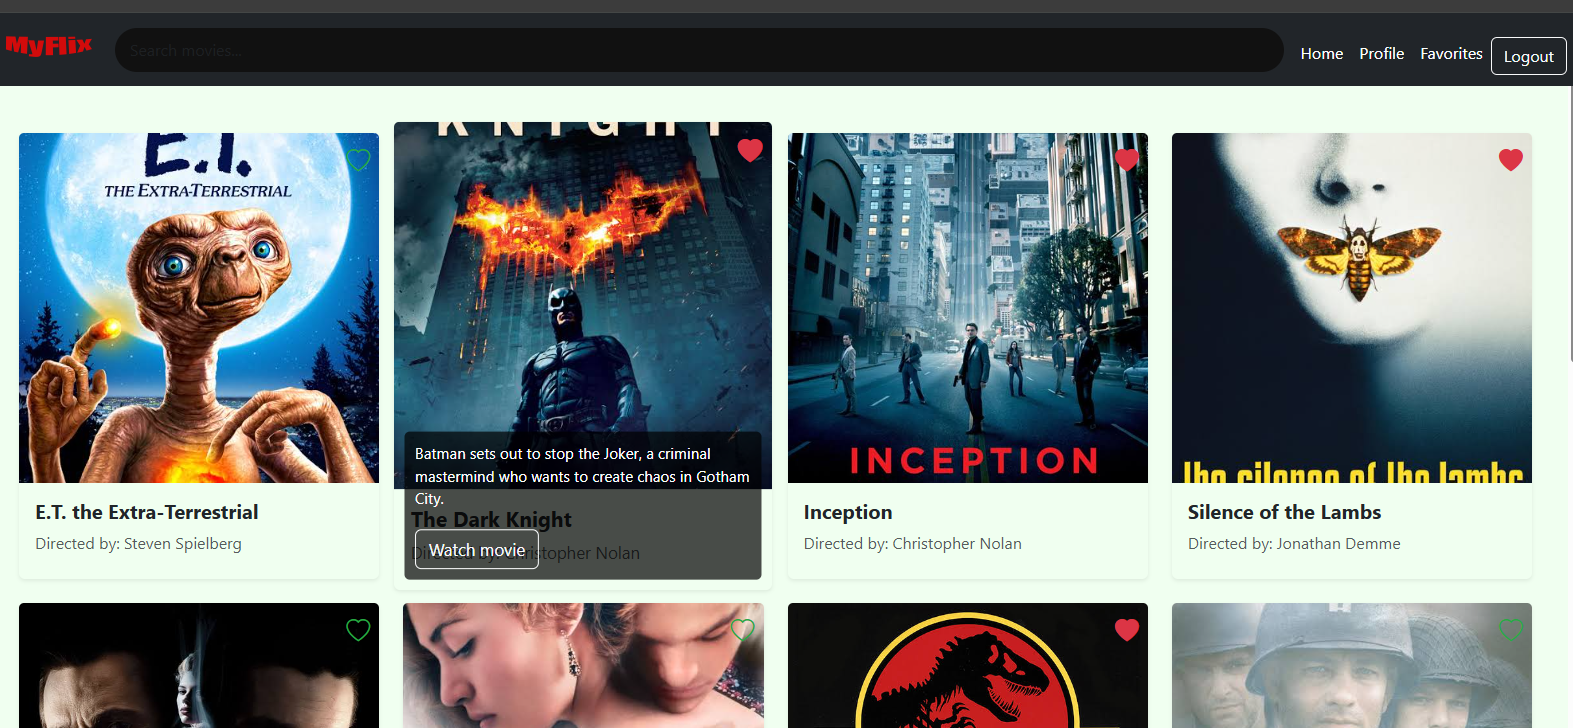 MyFlix
Search movies...
Home
Profile
Favorites
Logout
E.T.
THE EXTRA-TERRESTRIAL
KNIGHT
INCEPTION
the silence of the lambs
Batman sets out to stop the Joker, a criminal
mastermind who wants to create chaos in Gotham
City.
E.T. the Extra-Terrestrial
Directed by: Steven Spielberg
The Dark Knight
Directed by: Christopher Nolan
Watch movie
Inception
Directed by: Christopher Nolan
Silence of the Lambs
Directed by: Jonathan Demme